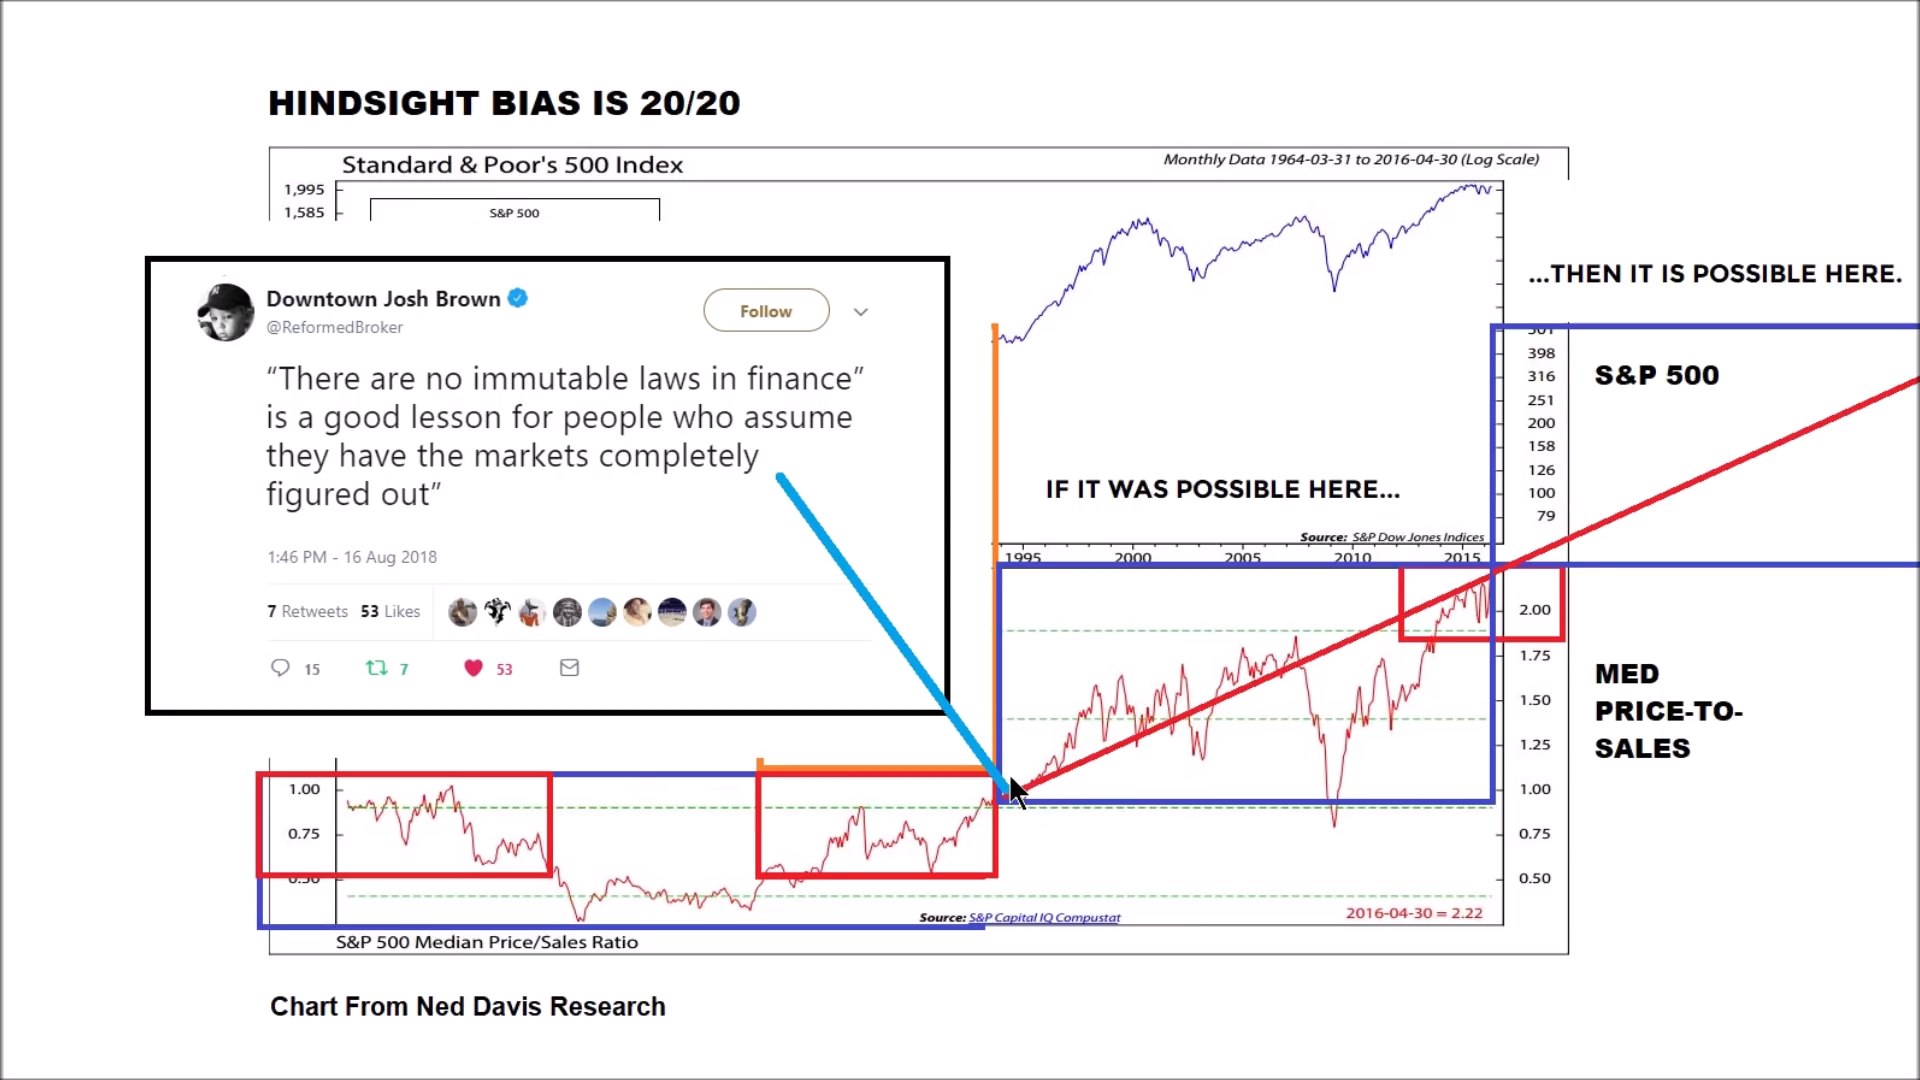 HINDSIGHT BIAS IS 20/20
Standard & Poor's 500 Index
Monthly Data 1964-03-31 to 2016-04-30 (Log Scale)
1,995
1,585
S&P 500
...THEN IT IS POSSIBLE HERE.
Downtown Josh Brown
@ReformedBroker
Follow
“There are no immutable laws in finance”
is a good lesson for people who assume
they have the markets completely
figured out”
1:46 PM - 16 Aug 2018
7 Retweets 53 Likes
15
7
53
501
398
316
251
200
158
126
100
79
S&P 500
IF IT WAS POSSIBLE HERE...
Source: S&P Dow Jones Indices
1995 2000 2005 2010 2015
2.00
1.75
1.50
1.25
1.00
0.75
0.50
MED
PRICE-TO-
SALES
1.00
0.75
0.50
Source: S&P Capital IQ Compustat
2016-04-30 = 2.22
S&P 500 Median Price/Sales Ratio
Chart From Ned Davis Research